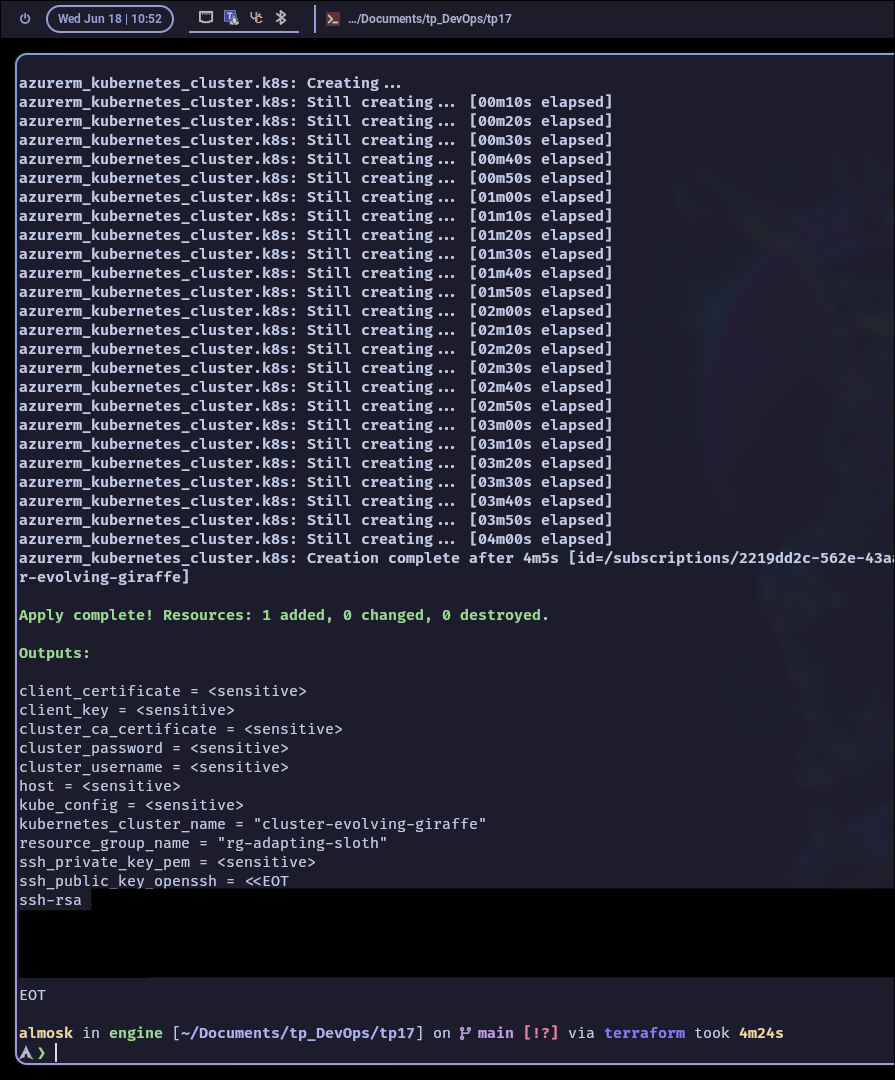 Wed Jun 18 | 10:52
.../Documents/tp_DevOps/tp17
azurerm_kubernetes_cluster.k8s: Creating...
azurerm_kubernetes_cluster.k8s: Still creating... [00m10s elapsed]
azurerm_kubernetes_cluster.k8s: Still creating... [00m20s elapsed]
azurerm_kubernetes_cluster.k8s: Still creating... [00m30s elapsed]
azurerm_kubernetes_cluster.k8s: Still creating... [00m40s elapsed]
azurerm_kubernetes_cluster.k8s: Still creating... [00m50s elapsed]
azurerm_kubernetes_cluster.k8s: Still creating... [01m00s elapsed]
azurerm_kubernetes_cluster.k8s: Still creating... [01m10s elapsed]
azurerm_kubernetes_cluster.k8s: Still creating... [01m20s elapsed]
azurerm_kubernetes_cluster.k8s: Still creating... [01m30s elapsed]
azurerm_kubernetes_cluster.k8s: Still creating... [01m40s elapsed]
azurerm_kubernetes_cluster.k8s: Still creating... [01m50s elapsed]
azurerm_kubernetes_cluster.k8s: Still creating... [02m00s elapsed]
azurerm_kubernetes_cluster.k8s: Still creating... [02m10s elapsed]
azurerm_kubernetes_cluster.k8s: Still creating... [02m20s elapsed]
azurerm_kubernetes_cluster.k8s: Still creating... [02m30s elapsed]
azurerm_kubernetes_cluster.k8s: Still creating... [02m40s elapsed]
azurerm_kubernetes_cluster.k8s: Still creating... [02m50s elapsed]
azurerm_kubernetes_cluster.k8s: Still creating... [03m00s elapsed]
azurerm_kubernetes_cluster.k8s: Still creating... [03m10s elapsed]
azurerm_kubernetes_cluster.k8s: Still creating... [03m20s elapsed]
azurerm_kubernetes_cluster.k8s: Still creating... [03m30s elapsed]
azurerm_kubernetes_cluster.k8s: Still creating... [03m40s elapsed]
azurerm_kubernetes_cluster.k8s: Still creating... [03m50s elapsed]
azurerm_kubernetes_cluster.k8s: Still creating... [04m00s elapsed]
azurerm_kubernetes_cluster.k8s: Creation complete after 4m5s [id=/subscriptions/2219dd2c-562e-43aa
r-evolving-giraffe]
Apply complete! Resources: 1 added, 0 changed, 0 destroyed.
Outputs:
client_certificate = <sensitive>
client_key = <sensitive>
cluster_ca_certificate = <sensitive>
cluster_password = <sensitive>
cluster_username = <sensitive>
host = <sensitive>
kube_config = <sensitive>
kubernetes_cluster_name = "cluster-evolving-giraffe"
resource_group_name = "rg-adapting-sloth"
ssh_private_key_pem = <sensitive>
ssh_public_key_openssh = <<EOT
ssh-rsa
EOT
almosk in engine [~/Documents/tp_DevOps/tp17] on main [!?] via terraform took 4m24s
❯